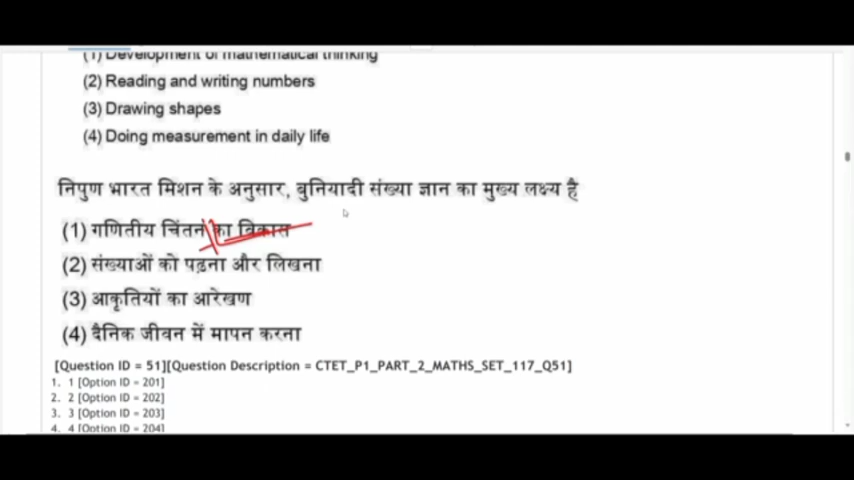 (1) Development of mathematical thinking
(2) Reading and writing numbers
(3) Drawing shapes
(4) Doing measurement in daily life
निपुण भारत मिशन के अनुसार, बुनियादी संख्या ज्ञान का मुख्य लक्ष्य है
(1) गणितीय चिंतन का विकास
(2) संख्याओं को पढ़ना और लिखना
(3) आकृतियों का आरेखण
(4) दैनिक जीवन में मापन करना
[Question ID = 51][Question Description = CTET_P1_PART_2_MATHS_SET_117_Q51]
1. 1 [Option ID = 201]
2. 2 [Option ID = 202]
3. 3 [Option ID = 203]
4. 4 [Option ID = 204]